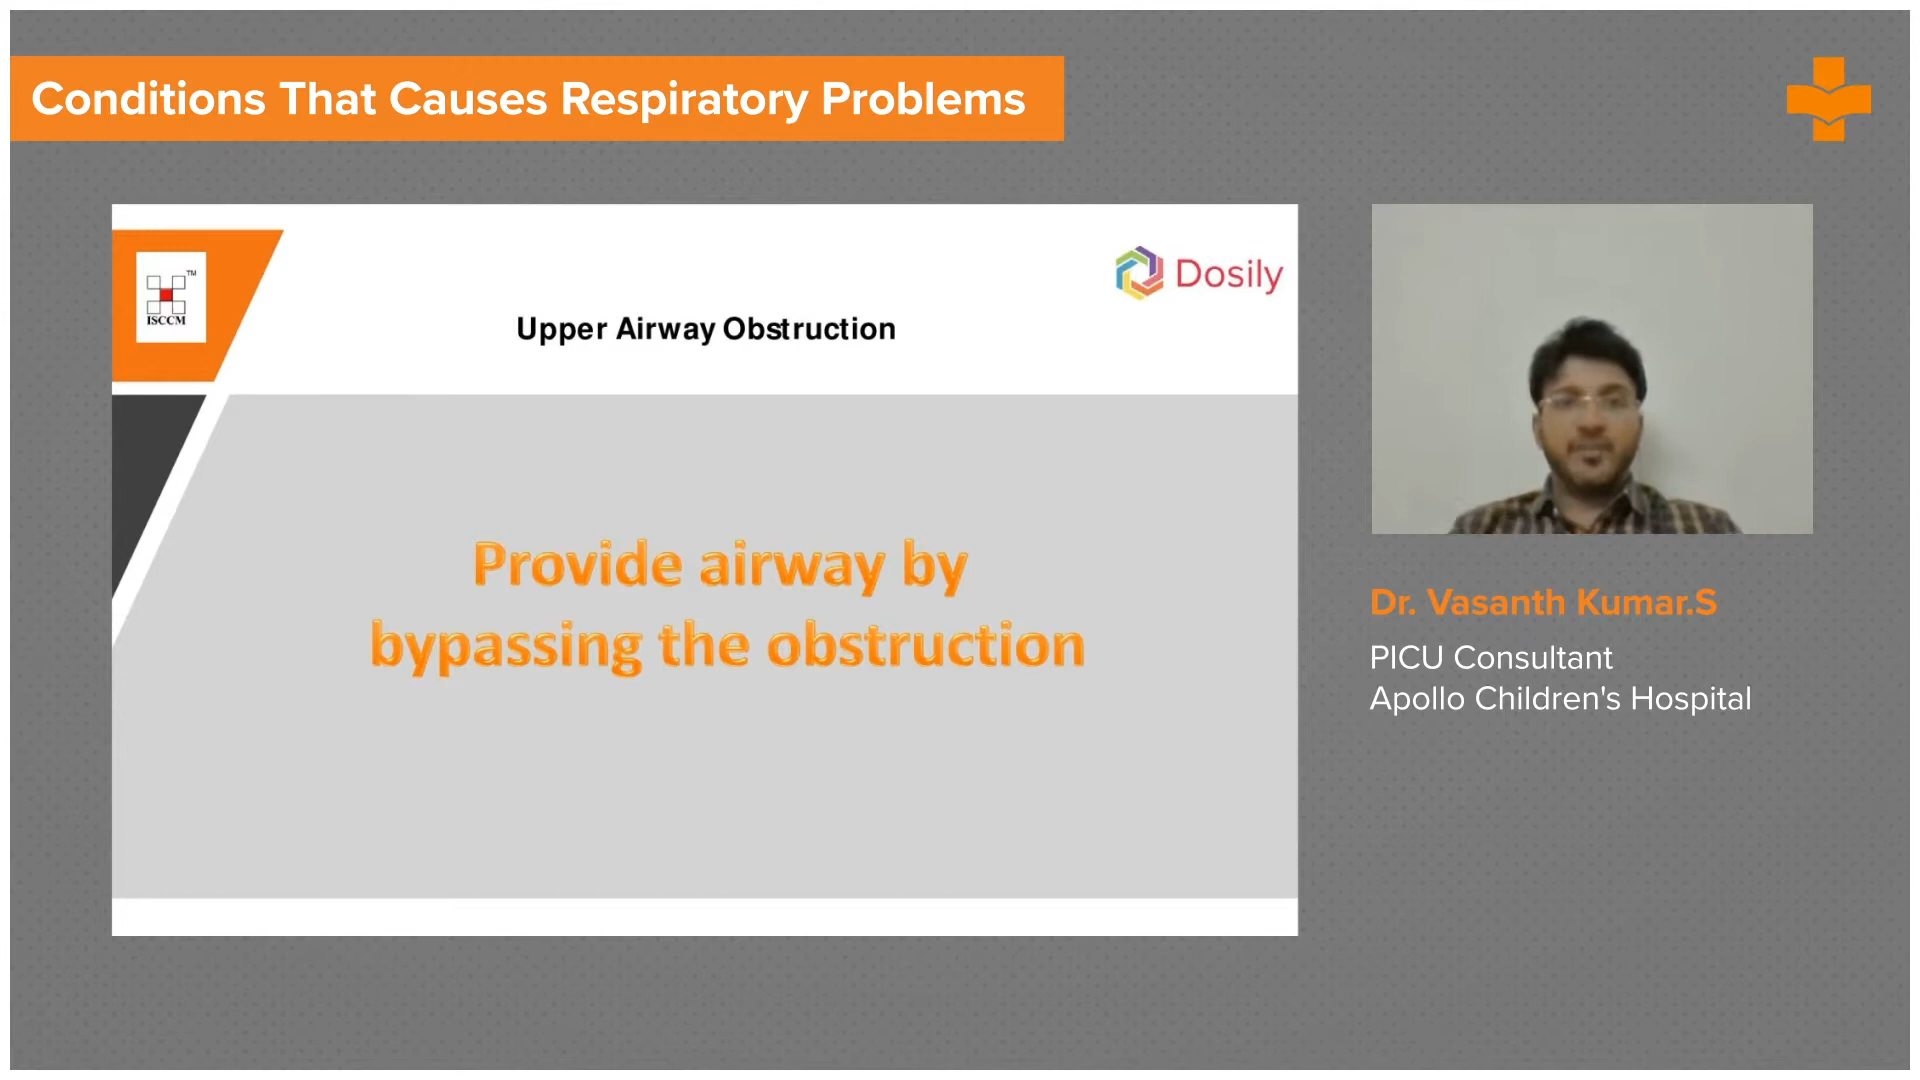 Conditions That Causes Respiratory Problems
TM
ISCCM
Dosily
Upper Airway Obstruction
Provide airway by
bypassing the obstruction
Dr. Vasanth Kumar.S
PICU Consultant
Apollo Children's Hospital